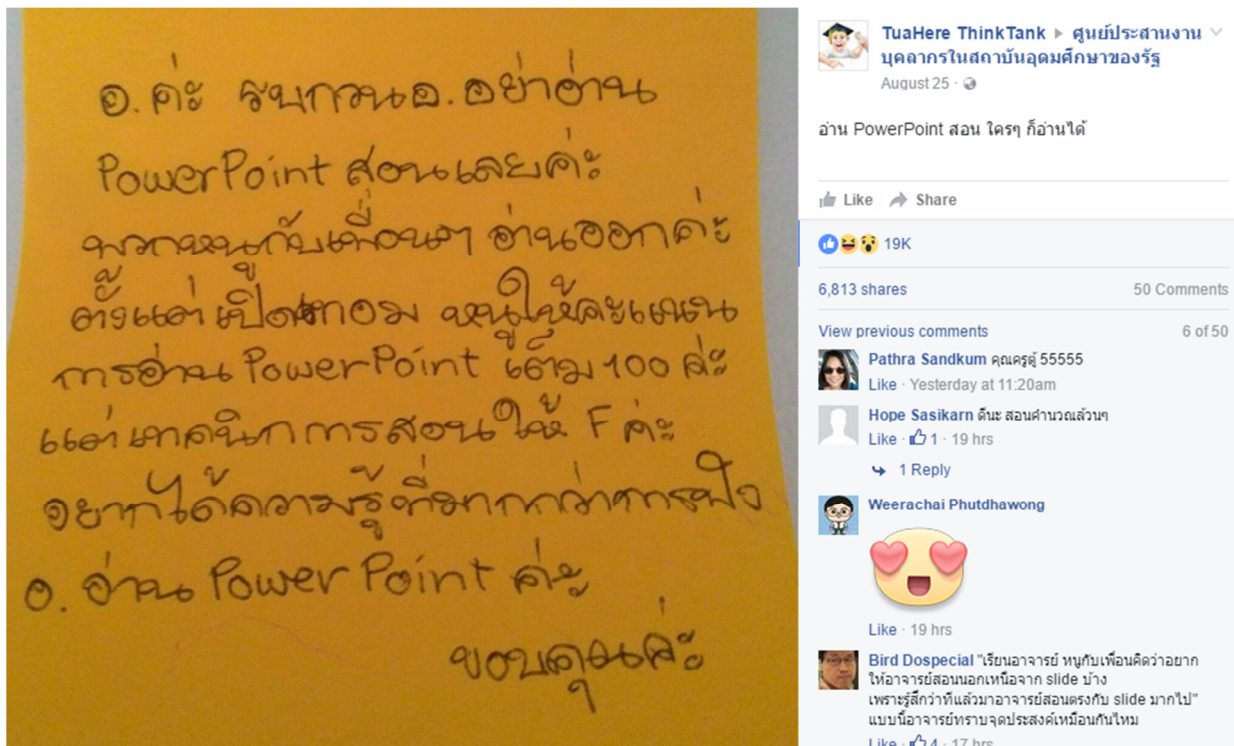 อ. ค่ะ รบกวนอ. อย่าอ่าน
PowerPoint สอนเลยค่ะ
พวกหนูกับเพื่อนๆ อ่านออกค่ะ
ตั้งแต่เปิดเทอม หนูให้คะแนน
การอ่าน PowerPoint เต็ม 100 ค่ะ
แต่เทคนิคการสอนให้ F ค่ะ
อยากได้ความรู้ที่มากกว่าการฟัง
อ. อ่าน PowerPoint ค่ะ
ขอบคุณค่ะ
TuaHere ThinkTank ▸ ศูนย์ประสานงาน
บุคลากรในสถาบันอุดมศึกษาของรัฐ
August 25 ·
อ่าน PowerPoint สอน ใครๆ ก็อ่านได้
Like Share
19K
6,813 shares 50 Comments
View previous comments 6 of 50
Pathra Sandkum คุณครูตู้ 55555
Like · Yesterday at 11:20am
Hope Sasikarn ดีนะ สอนคำนวณล้วนๆ
Like · 1 · 19 hrs
1 Reply
Weerachai Phutdhawong
Like · 19 hrs
Bird Dospecial "เรียนอาจารย์ หนูกับเพื่อนคิดว่าอยาก
ให้อาจารย์สอนนอกเหนือจาก slide บ้าง
เพราะรู้สึกว่าที่แล้วมาอาจารย์สอนตรงกับ slide มากไป"
แบบนี้อาจารย์ทราบจุดประสงค์เหมือนกันไหม
Like · 4 · 17 hrs